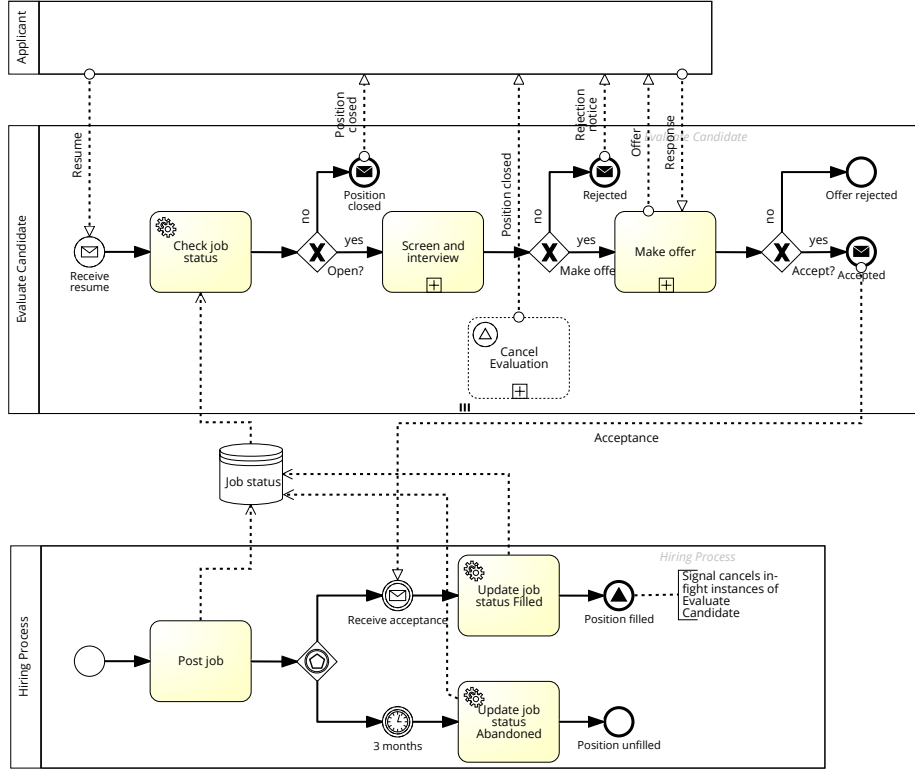 Applicant
Resume
Position
closed
Position closed
Rejection
notice
Offer
Response
Evaluate Candidate
Evaluate Candidate
Receive
resume
Check job
status
no
Position
closed
yes
Open?
Screen and
interview
no
Rejected
yes
Make offe
Make offer
no
Offer rejected
yes
Accept?
Accepted
Cancel
Evaluation
Acceptance
Job status
Hiring Process
Hiring Process
Post job
Receive acceptance
Update job
status Filled
Position filled
Signal cancels in-
fight instances of
Evaluate
Candidate
3 months
Update job
status
Abandoned
Position unfilled